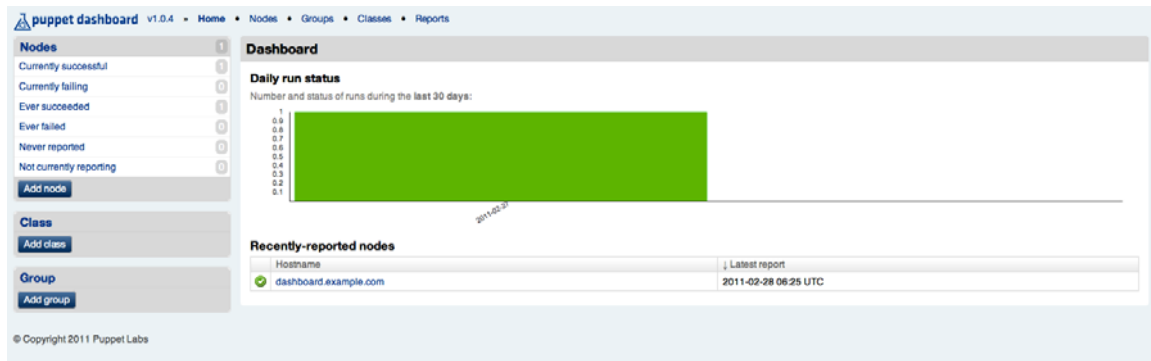 puppet dashboard v1.0.4 • Home • Nodes • Groups • Classes • Reports
Nodes 1
Currently successful 1
Currently failing 0
Ever succeeded 1
Ever failed 0
Never reported 0
Not currently reporting 0
Add node
Class
Add class
Group
Add group
Dashboard
Daily run status
Number and status of runs during the last 30 days:
1
0.9
0.8
0.7
0.6
0.5
0.4
0.3
0.2
0.1
2011-02-27
Recently-reported nodes
Hostname ↓ Latest report
dashboard.example.com 2011-02-28 06:25 UTC
© Copyright 2011 Puppet Labs